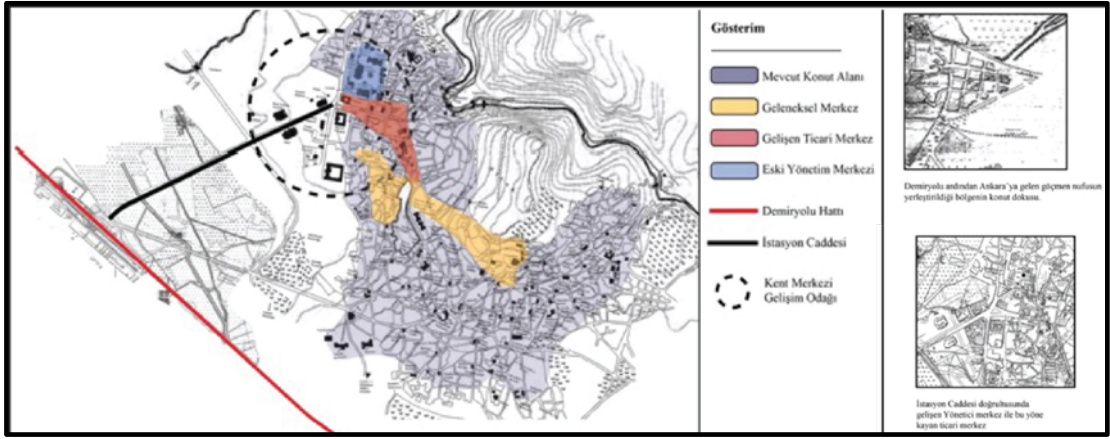 Gösterim
Mevcut Konut Alanı
Geleneksel Merkez
Gelişen Ticari Merkez
Eski Yönetim Merkezi
Demiryolu Hattı
İstasyon Caddesi
Kent Merkezi
Gelişim Odağı
Demiryolu ardından Ankara'ya gelen göçmen nufusun
yerleştirildiği bölgenin konut dokusu.
İstasyon Caddesi doğrultusunda
gelişen Yönetici merkez ile bu yöne
kayan ticari merkez